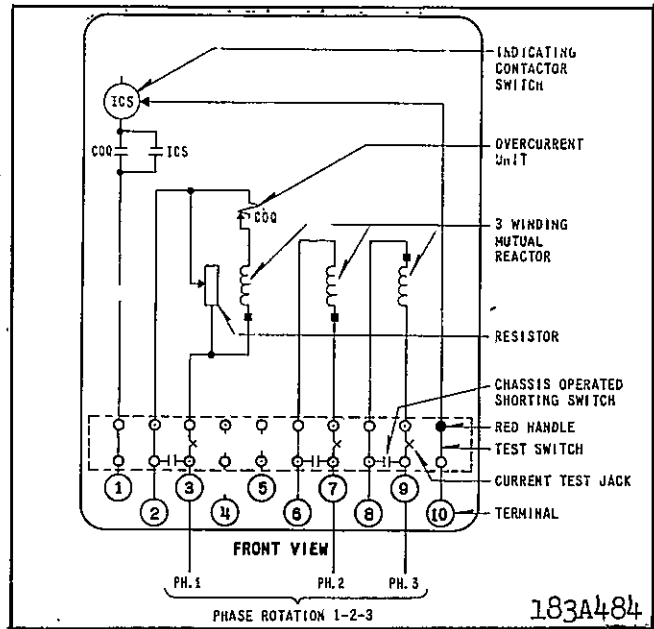 INDICATING
CONTACTOR
SWITCH
ICS
COQ
ICS
OVERCURRENT
UNIT
COQ
3 WINDING
MUTUAL
REACTOR
RESISTOR
CHASSIS OPERATED
SHORTING SWITCH
RED HANDLE
TEST SWITCH
CURRENT TEST JACK
1
3
5
7
9
2
4
6
8
10
TERMINAL
FRONT VIEW
PH.1
PH.2
PH.3
PHASE ROTATION 1-2-3
183A484